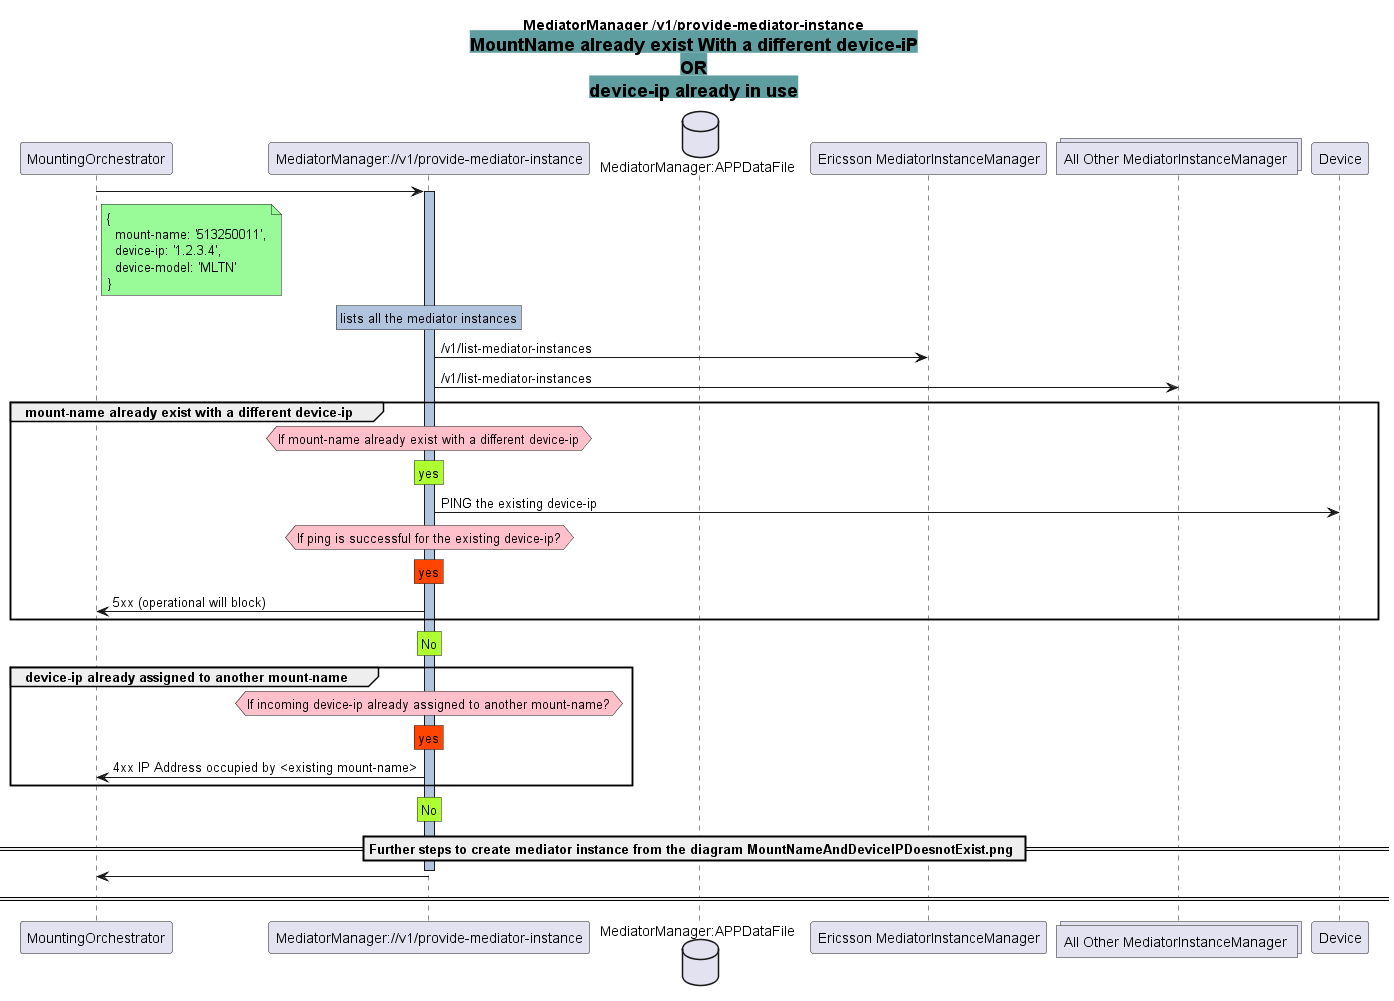 MediatorManager /v1/provide-mediator-instance
MountName already exist With a different device-iP
OR
device-ip already in use
MountingOrchestrator
MediatorManager://v1/provide-mediator-instance
MediatorManager:APPDataFile
Ericsson MediatorInstanceManager
All Other MediatorInstanceManager
Device
{
mount-name: '513250011',
device-ip: '1.2.3.4',
device-model: 'MLTN'
}
lists all the mediator instances
/v1/list-mediator-instances
/v1/list-mediator-instances
mount-name already exist with a different device-ip
If mount-name already exist with a different device-ip
yes
PING the existing device-ip
If ping is successful for the existing device-ip?
yes
5xx (operational will block)
No
device-ip already assigned to another mount-name
If incoming device-ip already assigned to another mount-name?
yes
4xx IP Address occupied by <existing mount-name>
No
Further steps to create mediator instance from the diagram MountNameAndDeviceIPDoesnotExist.png
MountingOrchestrator
MediatorManager://v1/provide-mediator-instance
MediatorManager:APPDataFile
Ericsson MediatorInstanceManager
All Other MediatorInstanceManager
Device